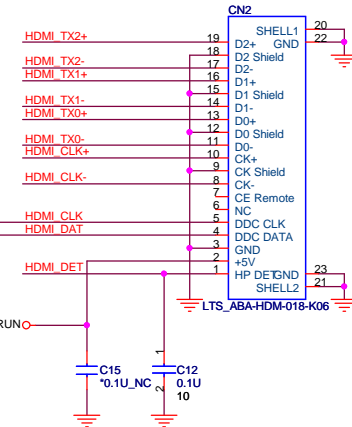 CN2
SHELL1 20
HDMI_TX2+ 19 D2+ GND 22
18 D2 Shield
HDMI_TX2- 17 D2-
HDMI_TX1+ 16 D1+
15 D1 Shield
HDMI_TX1- 14 D1-
HDMI_TX0+ 13 D0+
12 D0 Shield
HDMI_TX0- 11 D0-
HDMI_CLK+ 10 CK+
9 CK Shield
HDMI_CLK- 8 CK-
7 CE Remote
6 NC
HDMI_CLK 5 DDC CLK
HDMI_DAT 4 DDC DATA
3 GND
2 +5V
HDMI_DET 1 HP DET GND 23
SHELL2 21
LTS_ABA-HDM-018-K06
RUN
C15
*0.1U_NC
1
C12
0.1U
2 10